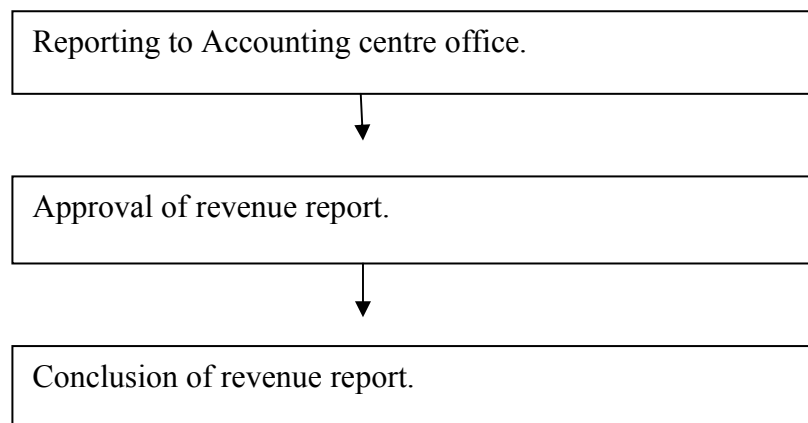 Reporting to Accounting centre office.
Approval of revenue report.
Conclusion of revenue report.